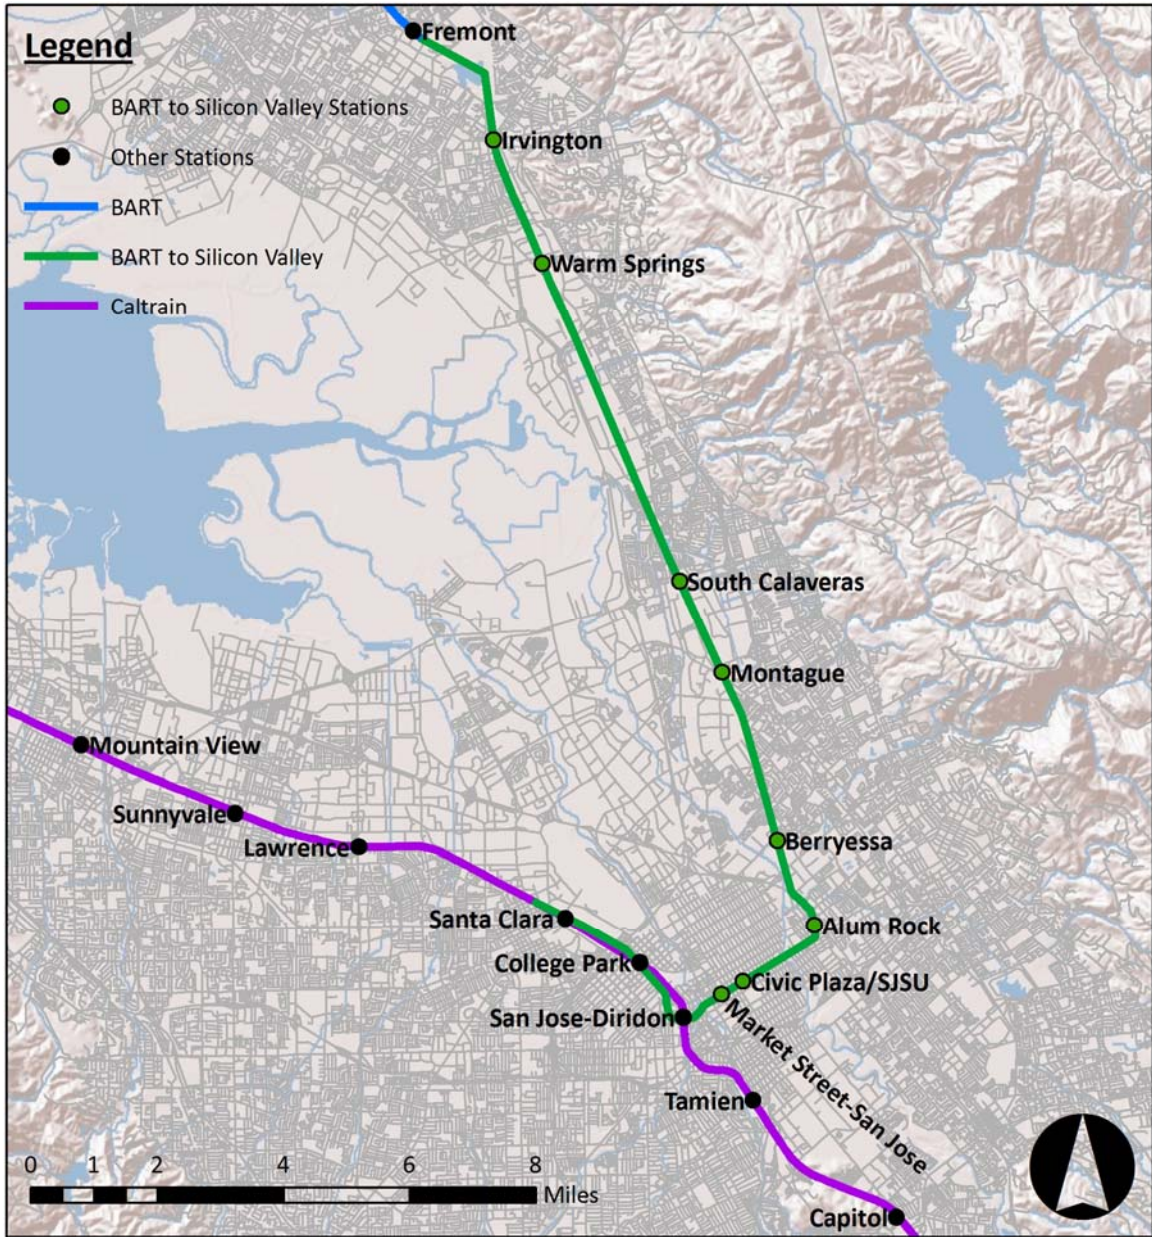 Legend
BART to Silicon Valley Stations
Other Stations
BART
BART to Silicon Valley
Caltrain
Fremont
Irvington
Warm Springs
South Calaveras
Montague
Mountain View
Sunnyvale
Lawrence
Berryessa
Santa Clara
Alum Rock
College Park
Civic Plaza/SJSU
San Jose-Diridon
Market Street-San Jose
Tamien
Capitol
0 1 2 4 6 8
Miles